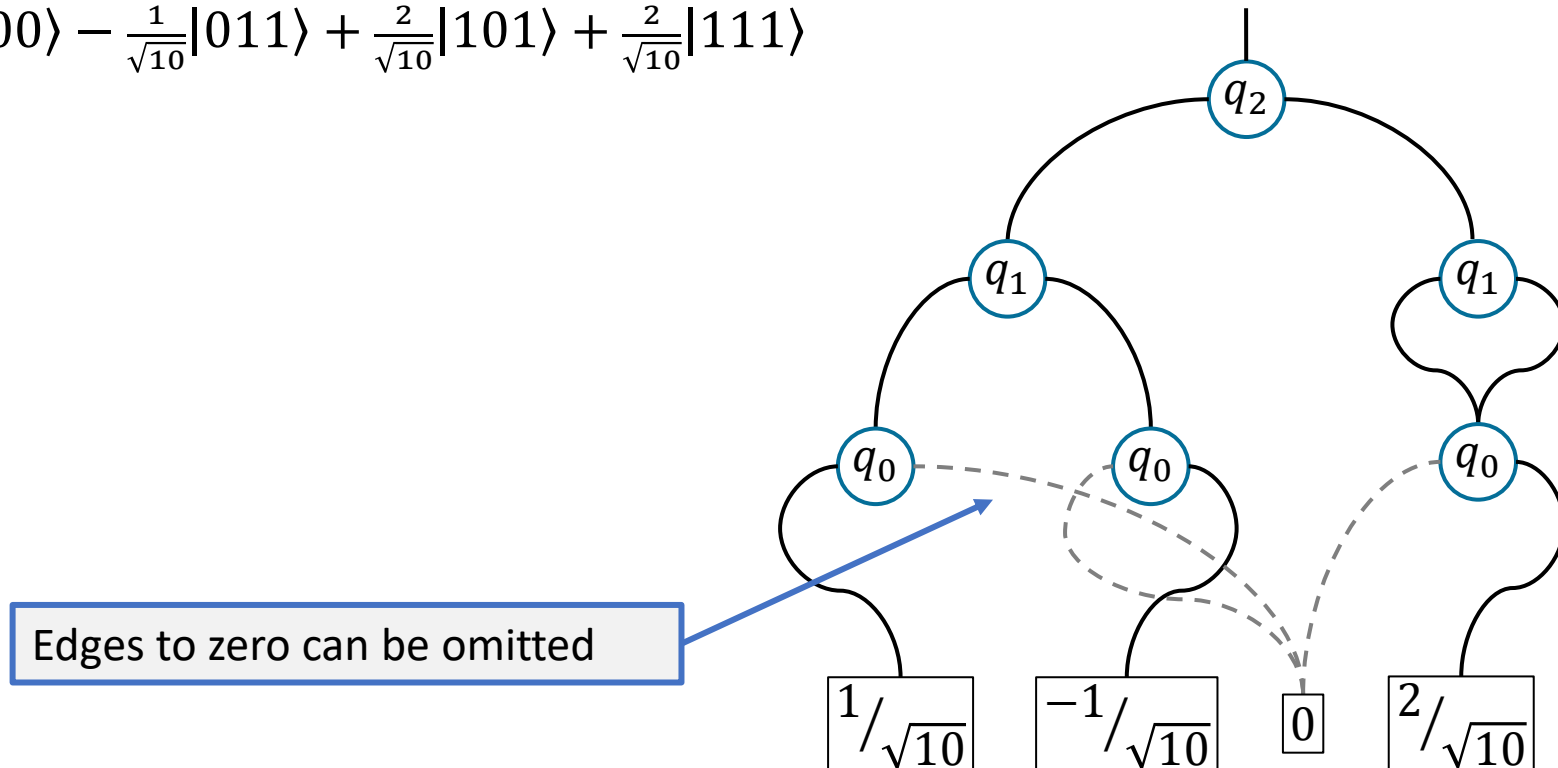 00⟩ − 1/√10 |011⟩ + 2/√10 |101⟩ + 2/√10 |111⟩
q₂
q₁ q₁
q₀ q₀ q₀
Edges to zero can be omitted
1/√10 −1/√10 0 2/√10